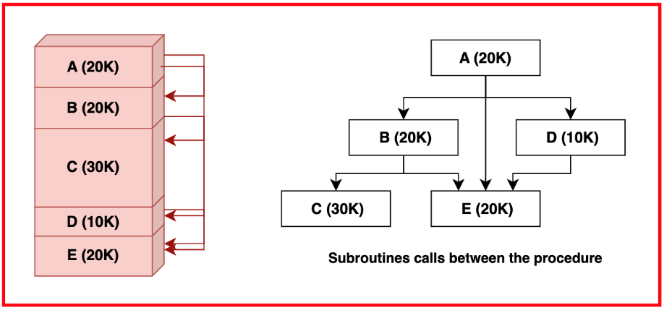 A (20K)
B (20K)
C (30K)
D (10K)
E (20K)
A (20K)
B (20K)
D (10K)
C (30K)
E (20K)
Subroutines calls between the procedure